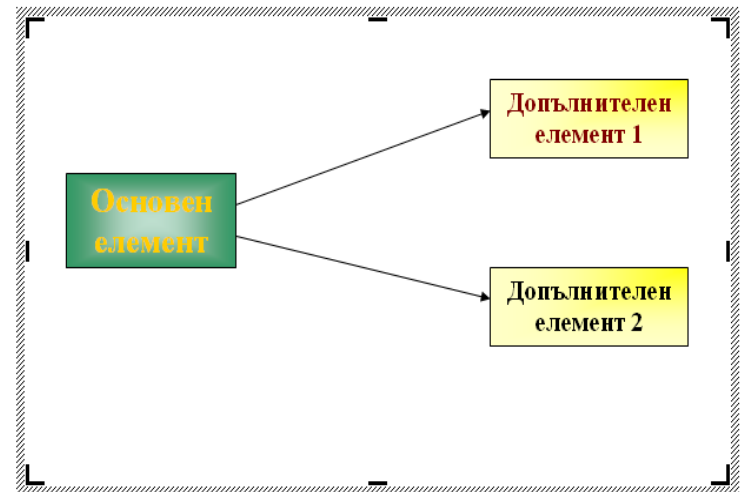 Основен
елемент
Допълнителен
елемент 1
Допълнителен
елемент 2